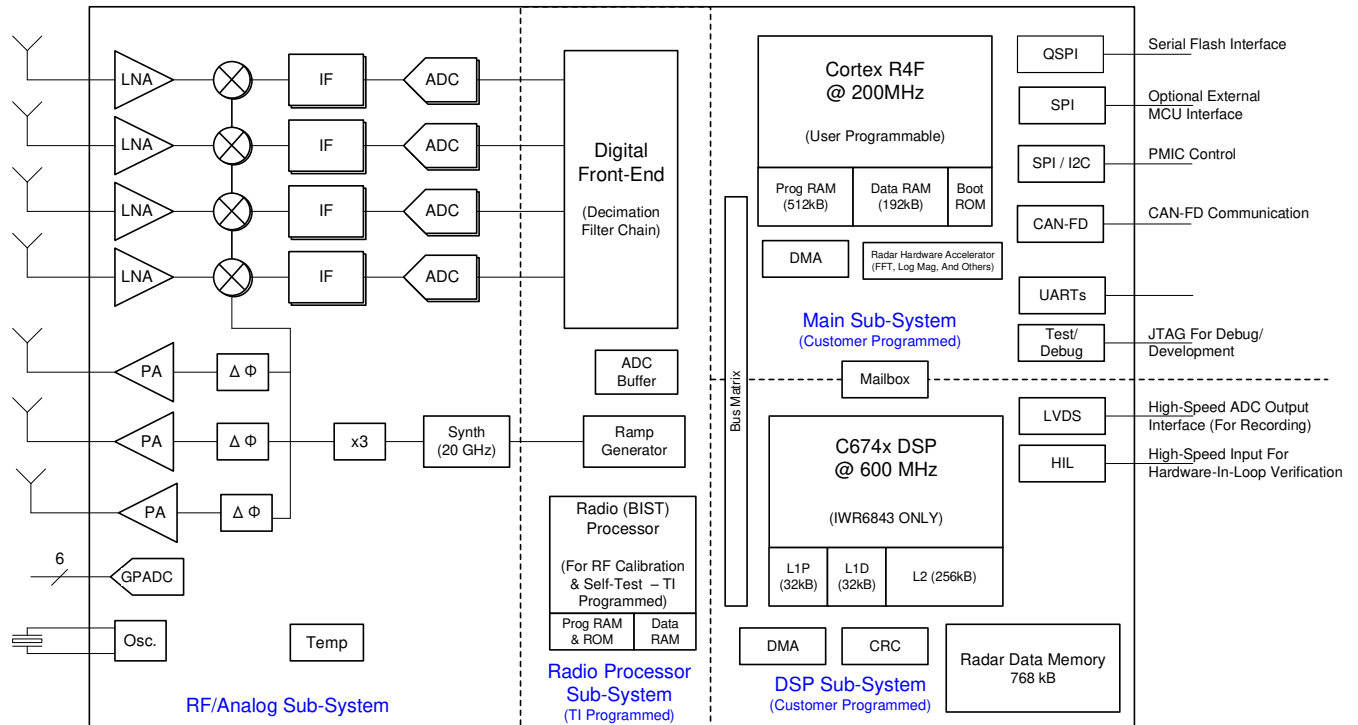 LNA
IF
ADC
LNA
IF
ADC
LNA
IF
ADC
LNA
IF
ADC
Digital
Front-End
(Decimation
Filter Chain)
PA
Δ Φ
PA
Δ Φ
PA
Δ Φ
x3
Synth
(20 GHz)
ADC
Buffer
Ramp
Generator
6
GPADC
Osc.
Temp
RF/Analog Sub-System
Radio (BIST)
Processor
(For RF Calibration
& Self-Test – TI
Programmed)
Prog RAM
& ROM
Data
RAM
Radio Processor
Sub-System
(TI Programmed)
Bus Matrix
Cortex R4F
@ 200MHz
(User Programmable)
Prog RAM
(512kB)
Data RAM
(192kB)
Boot
ROM
DMA
Radar Hardware Accelerator
(FFT, Log Mag, And Others)
Main Sub-System
(Customer Programmed)
Mailbox
C674x DSP
@ 600 MHz
(IWR6843 ONLY)
L1P
(32kB)
L1D
(32kB)
L2 (256kB)
DMA
CRC
DSP Sub-System
(Customer Programmed)
Radar Data Memory
768 kB
QSPI
Serial Flash Interface
SPI
Optional External
MCU Interface
SPI / I2C
PMIC Control
CAN-FD
CAN-FD Communication
UARTs
Test/
Debug
JTAG For Debug/
Development
LVDS
High-Speed ADC Output
Interface (For Recording)
HIL
High-Speed Input For
Hardware-In-Loop Verification